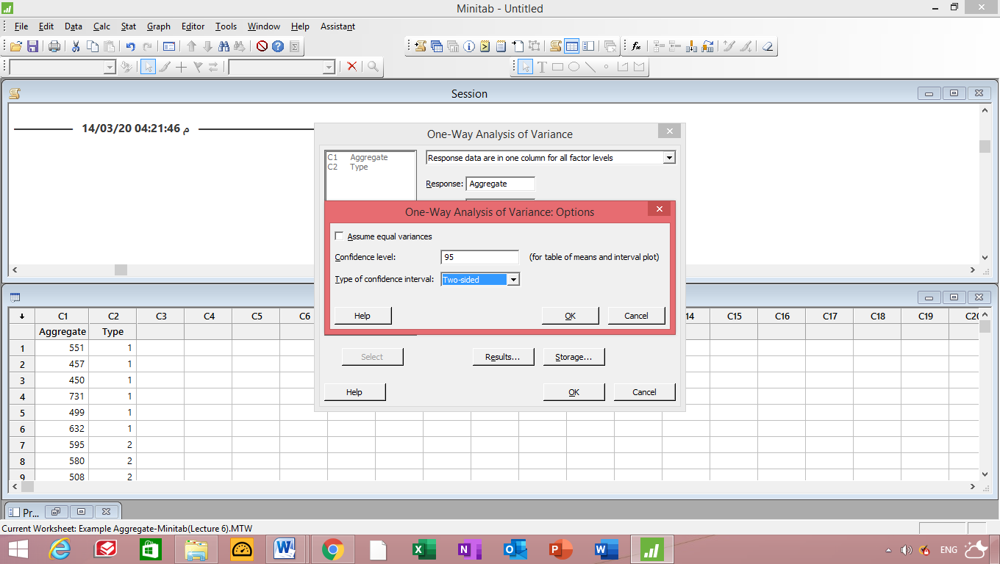 Minitab - Untitled
File Edit Data Calc Stat Graph Editor Tools Window Help Assistant
Session
14/03/20 04:21:46 م
One-Way Analysis of Variance
C1 Aggregate
C2 Type
Response data are in one column for all factor levels
Response: Aggregate
One-Way Analysis of Variance: Options
Assume equal variances
Confidence level: 95 (for table of means and interval plot)
Type of confidence interval: Two-sided
Help OK Cancel
Select Results... Storage...
Help OK Cancel
C1 C2 C3 C4 C5 C6 14 C15 C16 C17 C18 C19 C20
Aggregate Type
1 551 1
2 457 1
3 450 1
4 731 1
5 499 1
6 632 1
7 595 2
8 580 2
9 508 2
Pr...
Current Worksheet: Example Aggregate-Minitab(Lecture 6).MTW
ENG